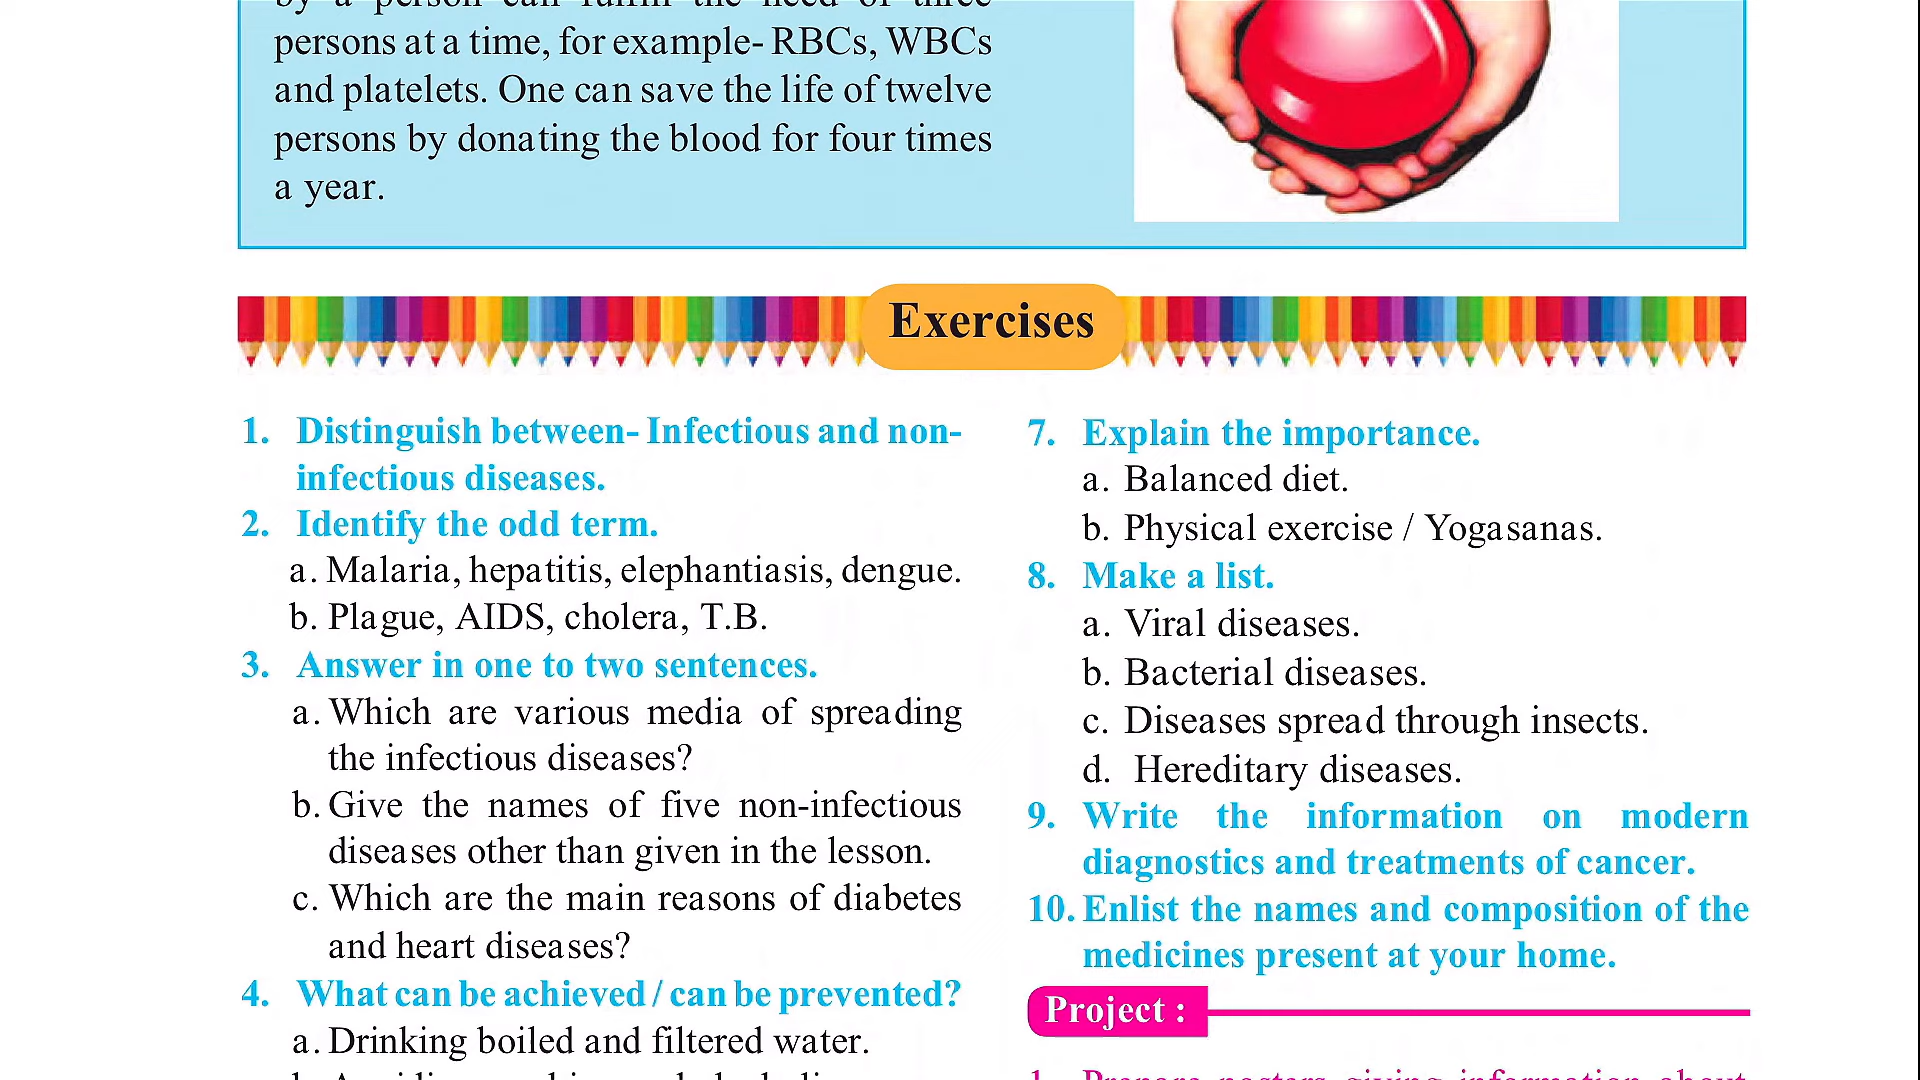 by a person can fulfill the need of three
persons at a time, for example- RBCs, WBCs
and platelets. One can save the life of twelve
persons by donating the blood for four times
a year.
Exercises
1. Distinguish between- Infectious and non-
infectious diseases.
2. Identify the odd term.
a. Malaria, hepatitis, elephantiasis, dengue.
b. Plague, AIDS, cholera, T.B.
3. Answer in one to two sentences.
a. Which are various media of spreading
the infectious diseases?
b. Give the names of five non-infectious
diseases other than given in the lesson.
c. Which are the main reasons of diabetes
and heart diseases?
4. What can be achieved / can be prevented?
a. Drinking boiled and filtered water.
7. Explain the importance.
a. Balanced diet.
b. Physical exercise / Yogasanas.
8. Make a list.
a. Viral diseases.
b. Bacterial diseases.
c. Diseases spread through insects.
d. Hereditary diseases.
9. Write the information on modern
diagnostics and treatments of cancer.
10. Enlist the names and composition of the
medicines present at your home.
Project :
1. Prepare posters giving information about